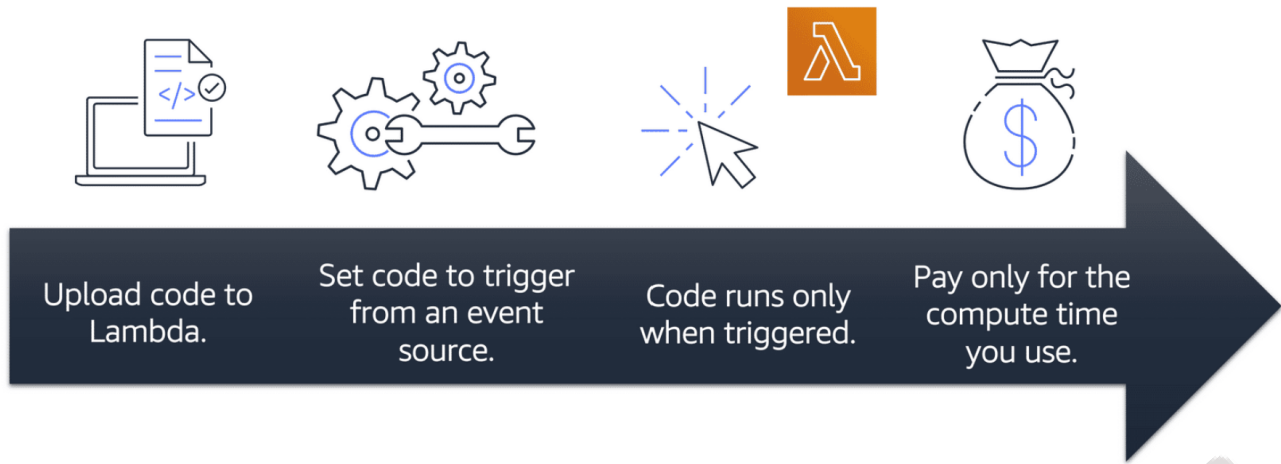 </>
$
Upload code to
Lambda.
Set code to trigger
from an event
source.
Code runs only
when triggered.
Pay only for the
compute time
you use.